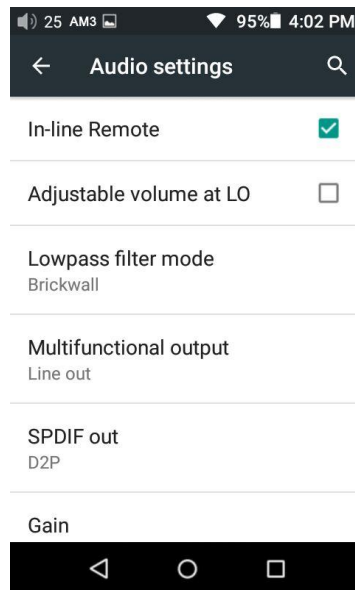 25 AM3 95% 4:02 PM
Audio settings
In-line Remote
Adjustable volume at LO
Lowpass filter mode
Brickwall
Multifunctional output
Line out
SPDIF out
D2P
Gain